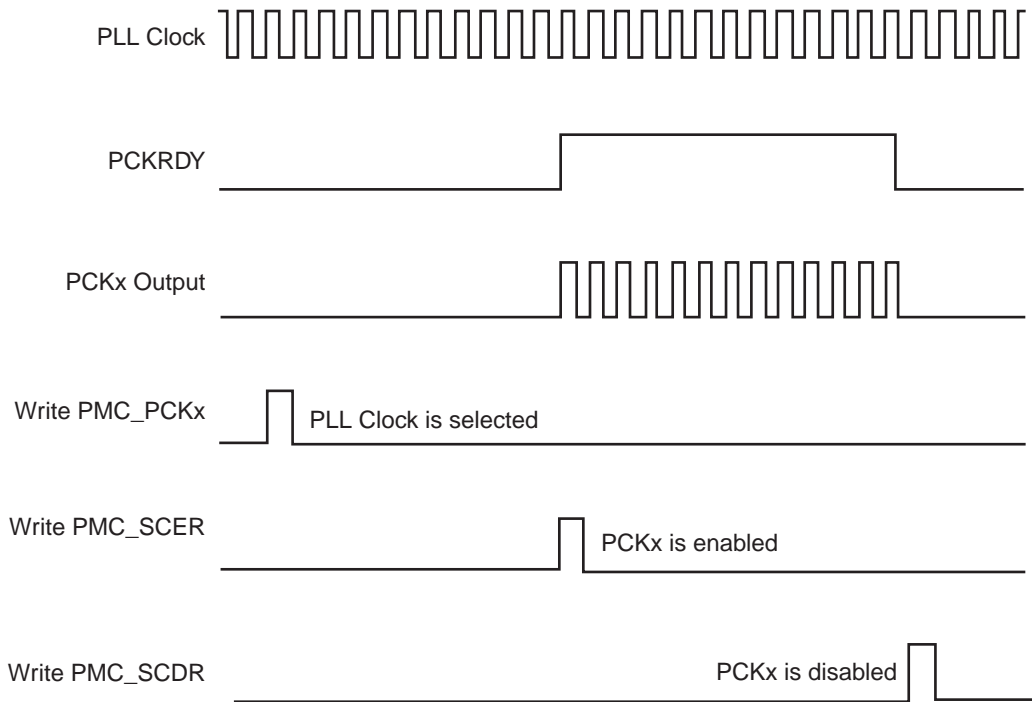 PLL Clock
PCKRDY
PCKx Output
Write PMC_PCKx
PLL Clock is selected
Write PMC_SCER
PCKx is enabled
Write PMC_SCDR
PCKx is disabled